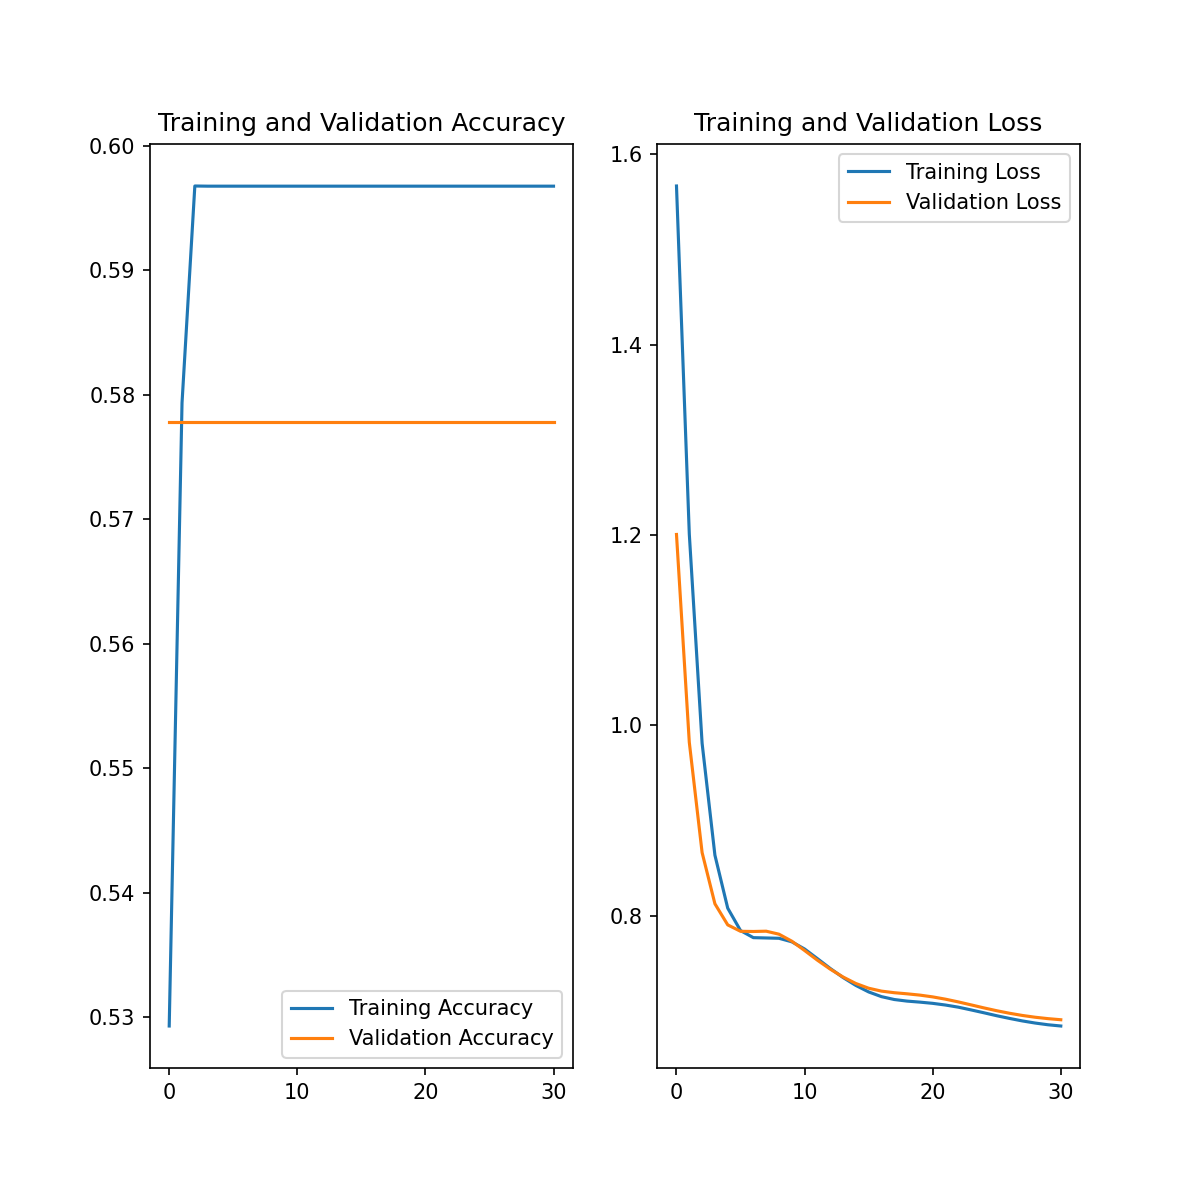 Training and Validation Accuracy
0.60
0.59
0.58
0.57
0.56
0.55
0.54
0.53
0 10 20 30
Training Accuracy
Validation Accuracy
Training and Validation Loss
1.6
1.4
1.2
1.0
0.8
0 10 20 30
Training Loss
Validation Loss